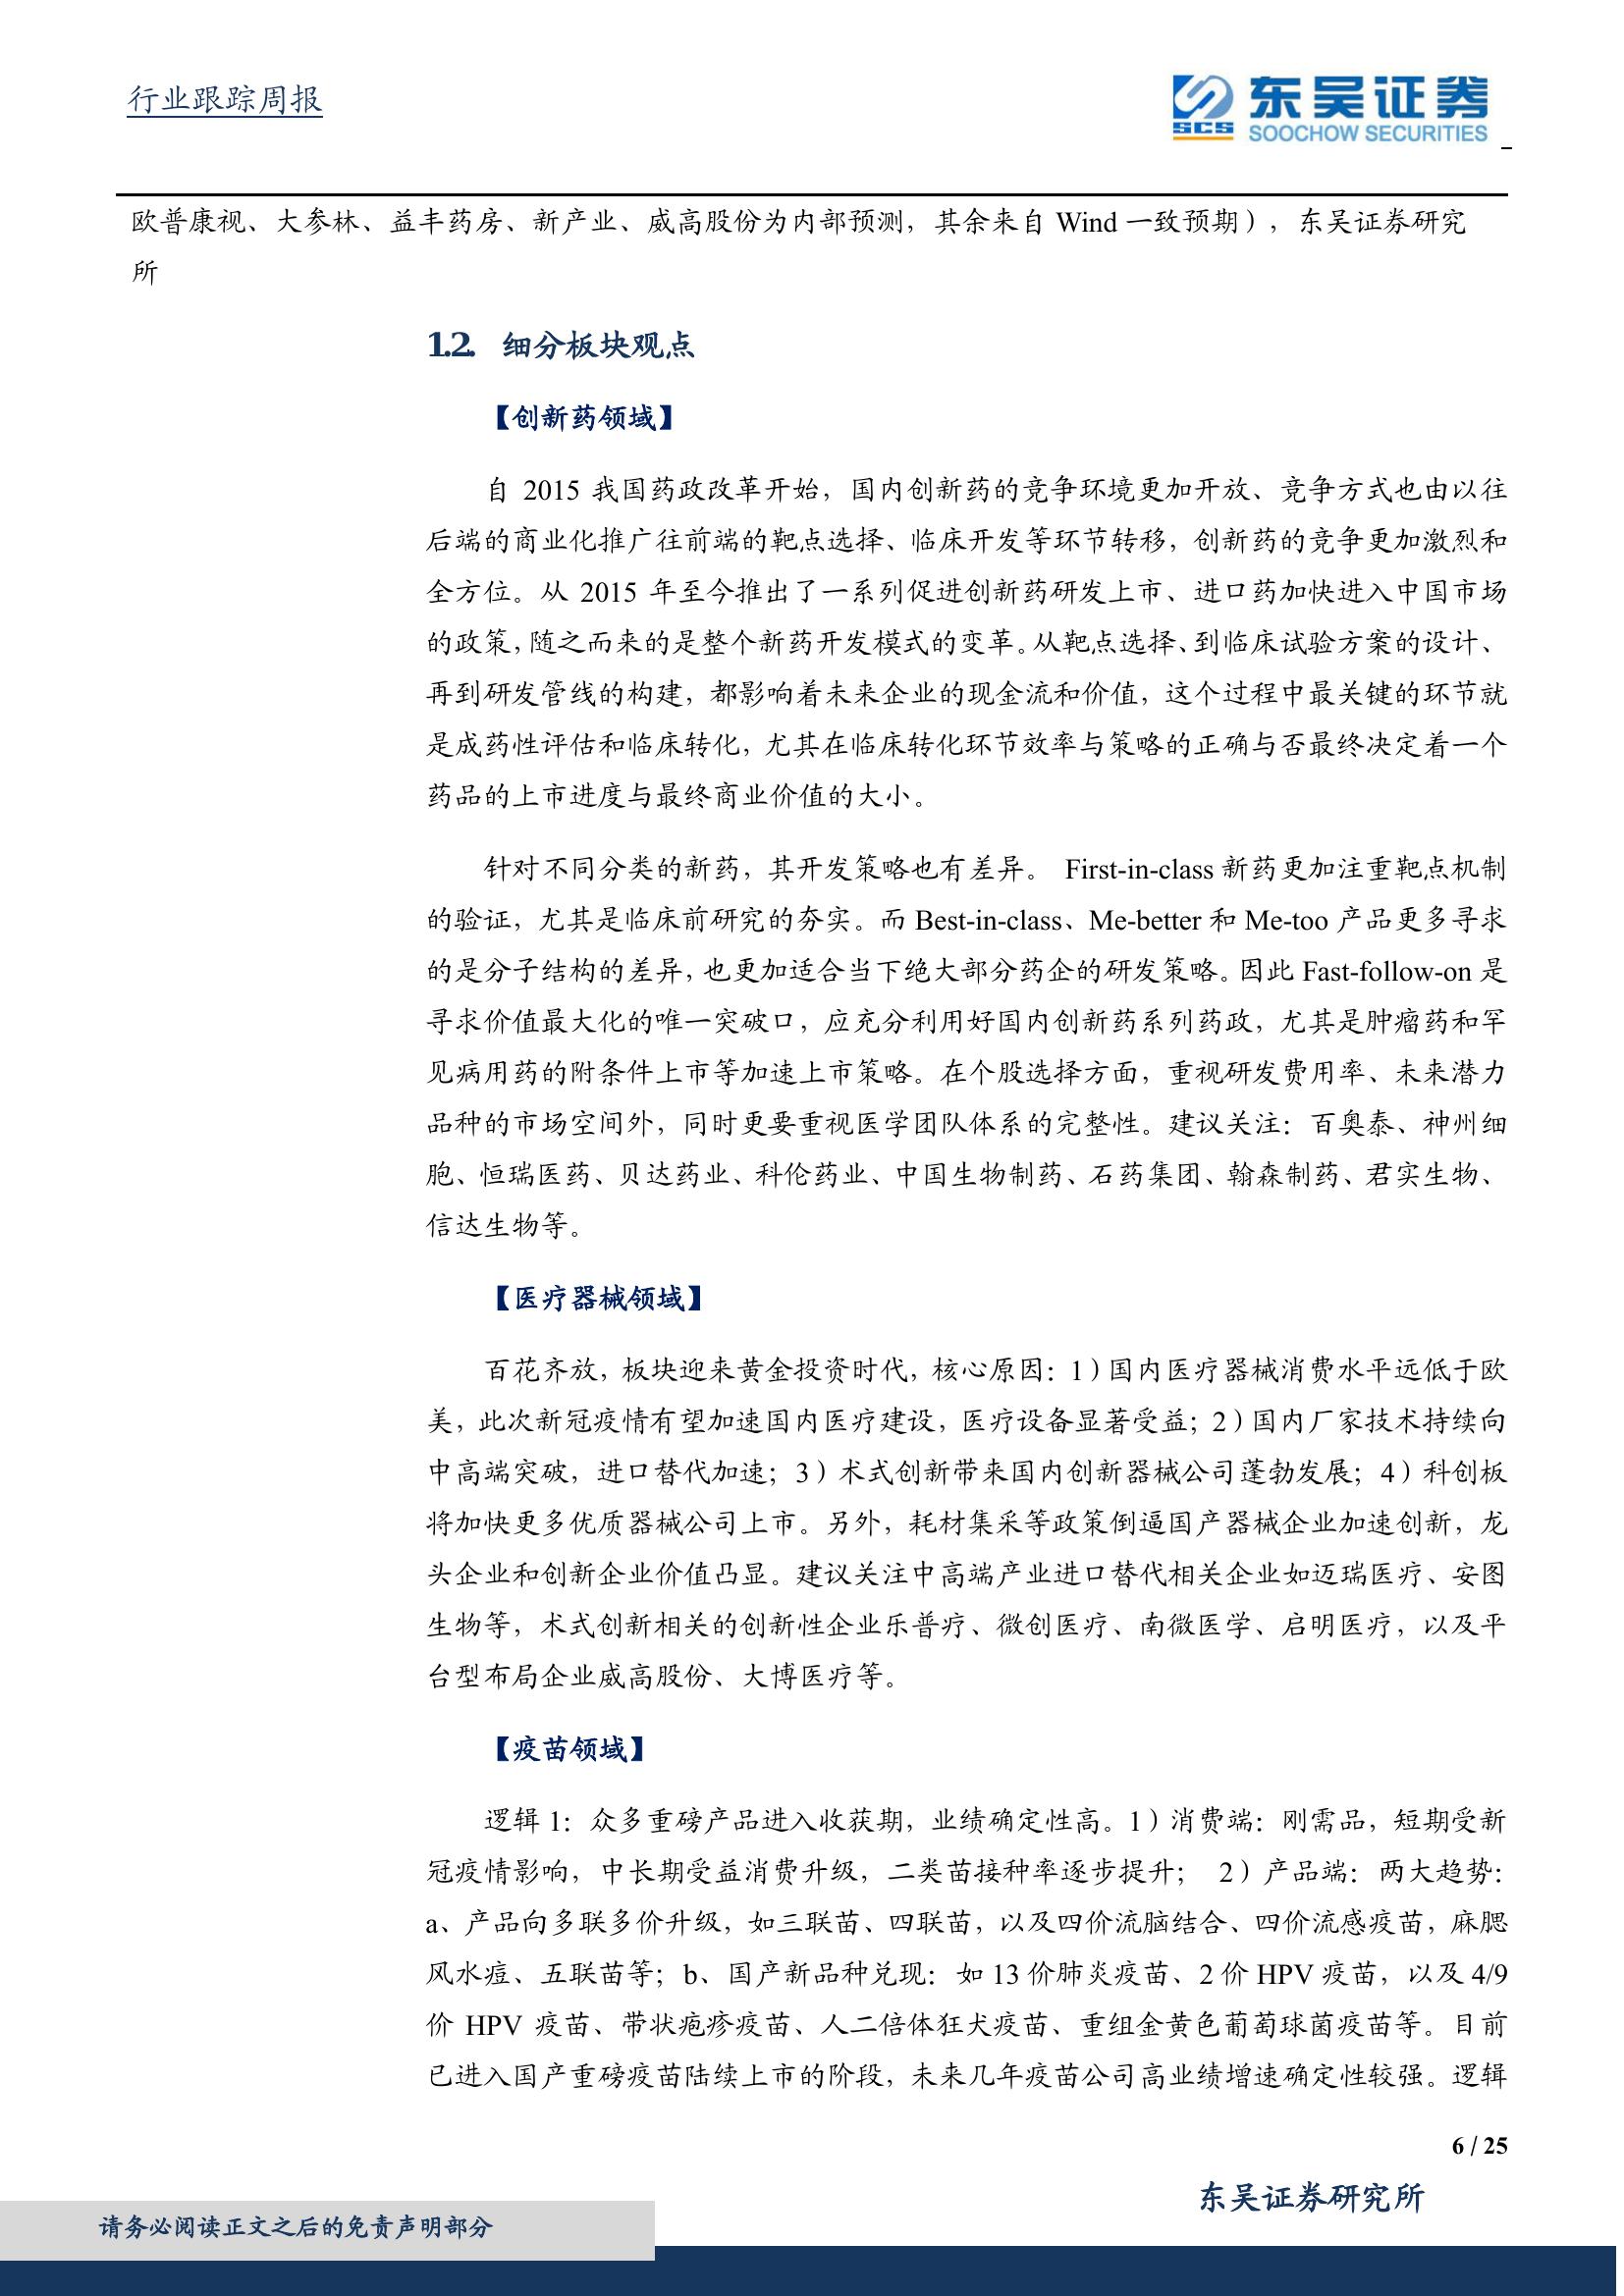 行业跟踪周报
东吴证券
SCS
SOOCHOW SECURITIES
欧普康视、大参林、益丰药房、新产业、威高股份为内部预测，其余来自 Wind 一致预期），东吴证券研究
所
1.2. 细分板块观点
【创新药领域】
自 2015 我国药政改革开始，国内创新药的竞争环境更加开放、竞争方式也由以往
后端的商业化推广往前端的靶点选择、临床开发等环节转移，创新药的竞争更加激烈和
全方位。从 2015 年至今推出了一系列促进创新药研发上市、进口药加快进入中国市场
的政策，随之而来的是整个新药开发模式的变革。从靶点选择、到临床试验方案的设计、
再到研发管线的构建，都影响着未来企业的现金流和价值，这个过程中最关键的环节就
是成药性评估和临床转化，尤其在临床转化环节效率与策略的正确与否最终决定着一个
药品的上市进度与最终商业价值的大小。
针对不同分类的新药，其开发策略也有差异。 First-in-class 新药更加注重靶点机制
的验证，尤其是临床前研究的夯实。而 Best-in-class、Me-better 和 Me-too 产品更多寻求
的是分子结构的差异，也更加适合当下绝大部分药企的研发策略。因此 Fast-follow-on 是
寻求价值最大化的唯一突破口，应充分利用好国内创新药系列药政，尤其是肿瘤药和罕
见病用药的附条件上市等加速上市策略。在个股选择方面，重视研发费用率、未来潜力
品种的市场空间外，同时更要重视医学团队体系的完整性。建议关注：百奥泰、神州细
胞、恒瑞医药、贝达药业、科伦药业、中国生物制药、石药集团、翰森制药、君实生物、
信达生物等。
【医疗器械领域】
百花齐放，板块迎来黄金投资时代，核心原因：1）国内医疗器械消费水平远低于欧
美，此次新冠疫情有望加速国内医疗建设，医疗设备显著受益；2）国内厂家技术持续向
中高端突破，进口替代加速；3）术式创新带来国内创新器械公司蓬勃发展；4）科创板
将加快更多优质器械公司上市。另外，耗材集采等政策倒逼国产器械企业加速创新，龙
头企业和创新企业价值凸显。建议关注中高端产业进口替代相关企业如迈瑞医疗、安图
生物等，术式创新相关的创新性企业乐普疗、微创医疗、南微医学、启明医疗，以及平
台型布局企业威高股份、大博医疗等。
【疫苗领域】
逻辑 1：众多重磅产品进入收获期，业绩确定性高。1）消费端：刚需品，短期受新
冠疫情影响，中长期受益消费升级，二类苗接种率逐步提升； 2）产品端：两大趋势：
a、产品向多联多价升级，如三联苗、四联苗，以及四价流脑结合、四价流感疫苗，麻腮
风水痘、五联苗等；b、国产新品种兑现：如 13 价肺炎疫苗、2 价 HPV 疫苗，以及 4/9
价 HPV 疫苗、带状疱疹疫苗、人二倍体狂犬疫苗、重组金黄色葡萄球菌疫苗等。目前
已进入国产重磅疫苗陆续上市的阶段，未来几年疫苗公司高业绩增速确定性较强。逻辑
6 / 25
东吴证券研究所
请务必阅读正文之后的免责声明部分